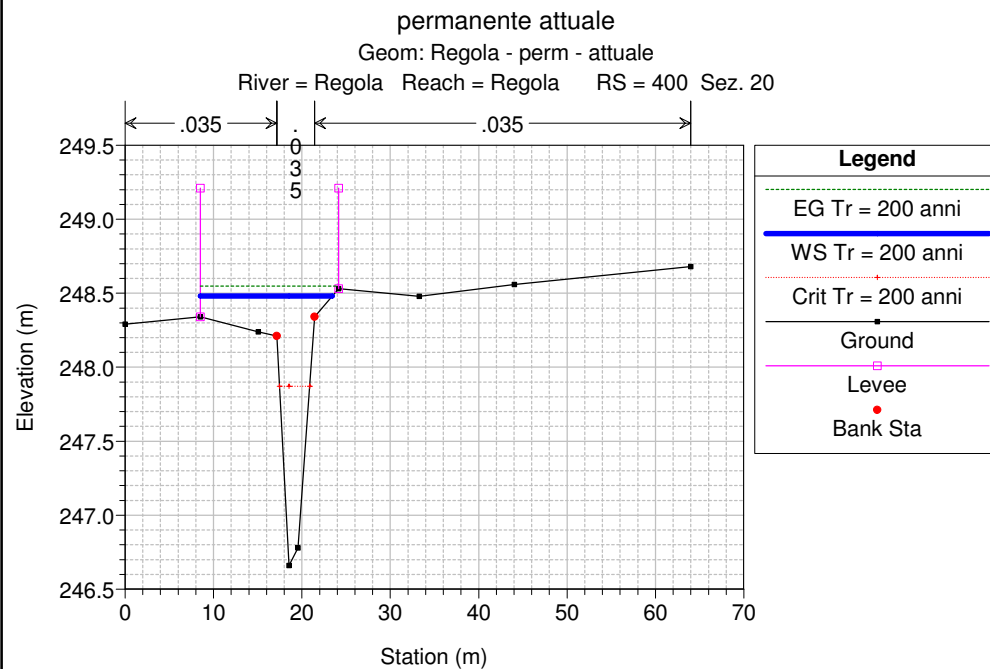 permanente attuale
Geom: Regola - perm - attuale
River = Regola Reach = Regola RS = 400 Sez. 20
.035
.035
.035
249.5
249.0
248.5
248.0
247.5
247.0
246.5
Elevation (m)
0 10 20 30 40 50 60 70
Station (m)
Legend
EG Tr = 200 anni
WS Tr = 200 anni
Crit Tr = 200 anni
Ground
Levee
Bank Sta